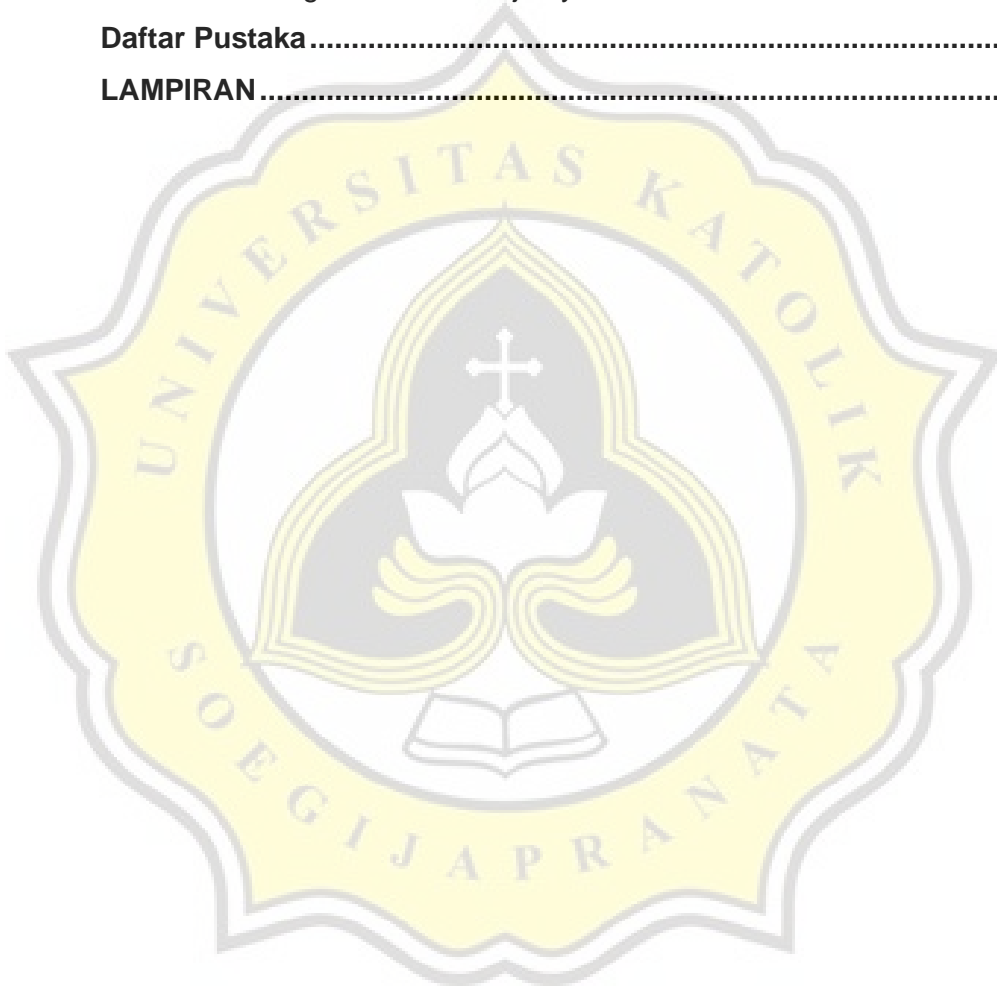 Daftar Pustaka....................................................................................
LAMPIRAN..........................................................................................
UNIVERSITAS KATOLIK
SOEGIJAPRANATA